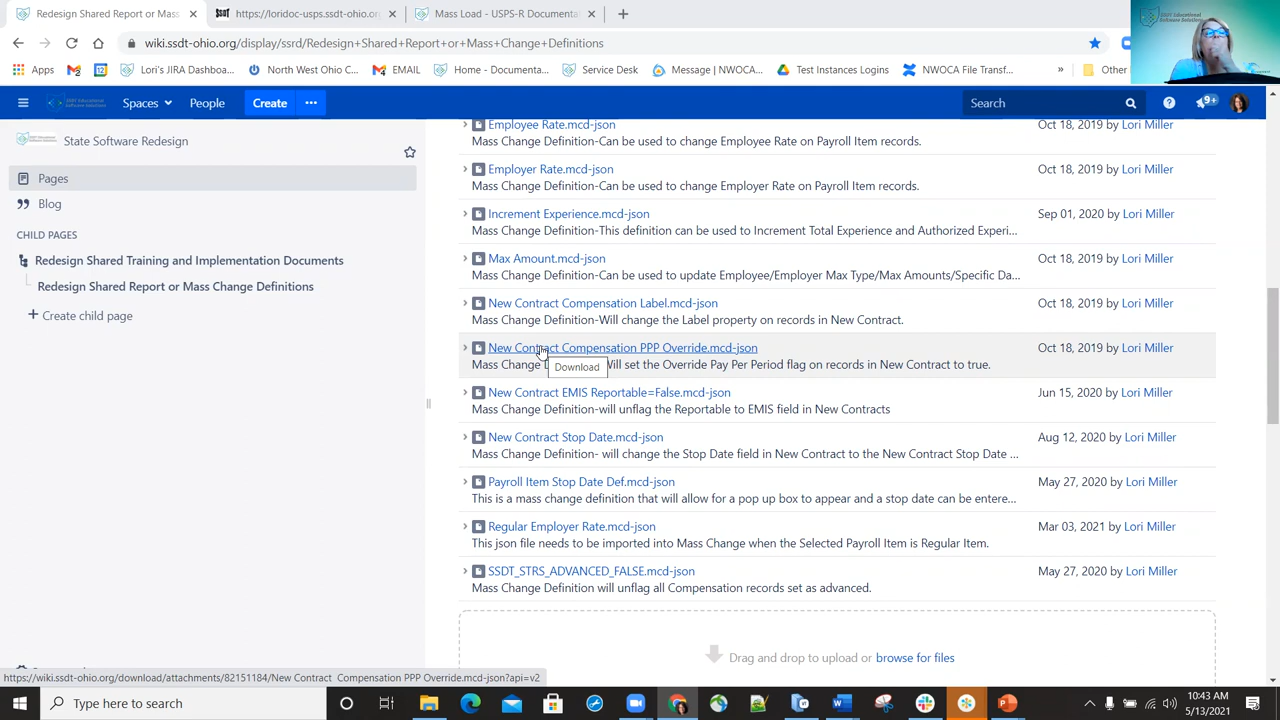 Redesign Shared Report or Mass
https://loridoc-usps.ssdt-ohio.org
Mass Load - USPS-R Documenta
wiki.ssdt-ohio.org/display/ssrd/Redesign+Shared+Report+or+Mass+Change+Definitions
Apps
Lori's JIRA Dashboa...
North West Ohio C...
EMAIL
Home - Documenta...
Service Desk
Message | NWOCA...
Test Instances Logins
NWOCA File Transf...
»
Other
Spaces
People
Create
Search
9+
State Software Redesign
Pages
Blog
CHILD PAGES
Redesign Shared Training and Implementation Documents
Redesign Shared Report or Mass Change Definitions
Create child page
Employee Rate.mcd-json Oct 18, 2019 by Lori Miller
Mass Change Definition-Can be used to change Employee Rate on Payroll Item records.
Employer Rate.mcd-json Oct 18, 2019 by Lori Miller
Mass Change Definition-Can be used to change Employer Rate on Payroll Item records.
Increment Experience.mcd-json Sep 01, 2020 by Lori Miller
Mass Change Definition-This definition can be used to Increment Total Experience and Authorized Experi...
Max Amount.mcd-json Oct 18, 2019 by Lori Miller
Mass Change Definition-Can be used to update Employee/Employer Max Type/Max Amounts/Specific Da...
New Contract Compensation Label.mcd-json Oct 18, 2019 by Lori Miller
Mass Change Definition-Will change the Label property on records in New Contract.
New Contract Compensation PPP Override.mcd-json Oct 18, 2019 by Lori Miller
Mass Change D Will set the Override Pay Per Period flag on records in New Contract to true.
Download
New Contract EMIS Reportable=False.mcd-json Jun 15, 2020 by Lori Miller
Mass Change Definition-will unflag the Reportable to EMIS field in New Contracts
New Contract Stop Date.mcd-json Aug 12, 2020 by Lori Miller
Mass Change Definition- will change the Stop Date field in New Contract to the New Contract Stop Date ...
Payroll Item Stop Date Def.mcd-json May 27, 2020 by Lori Miller
This is a mass change definition that will allow for a pop up box to appear and a stop date can be entere...
Regular Employer Rate.mcd-json Mar 03, 2021 by Lori Miller
This json file needs to be imported into Mass Change when the Selected Payroll Item is Regular Item.
SSDT_STRS_ADVANCED_FALSE.mcd-json May 27, 2020 by Lori Miller
Mass Change Definition will unflag all Compensation records set as advanced.
Drag and drop to upload or browse for files
https://wiki.ssdt-ohio.org/download/attachments/82151184/New Contract Compensation PPP Override.mcd-json?api=v2
Type here to search
10:43 AM
5/13/2021